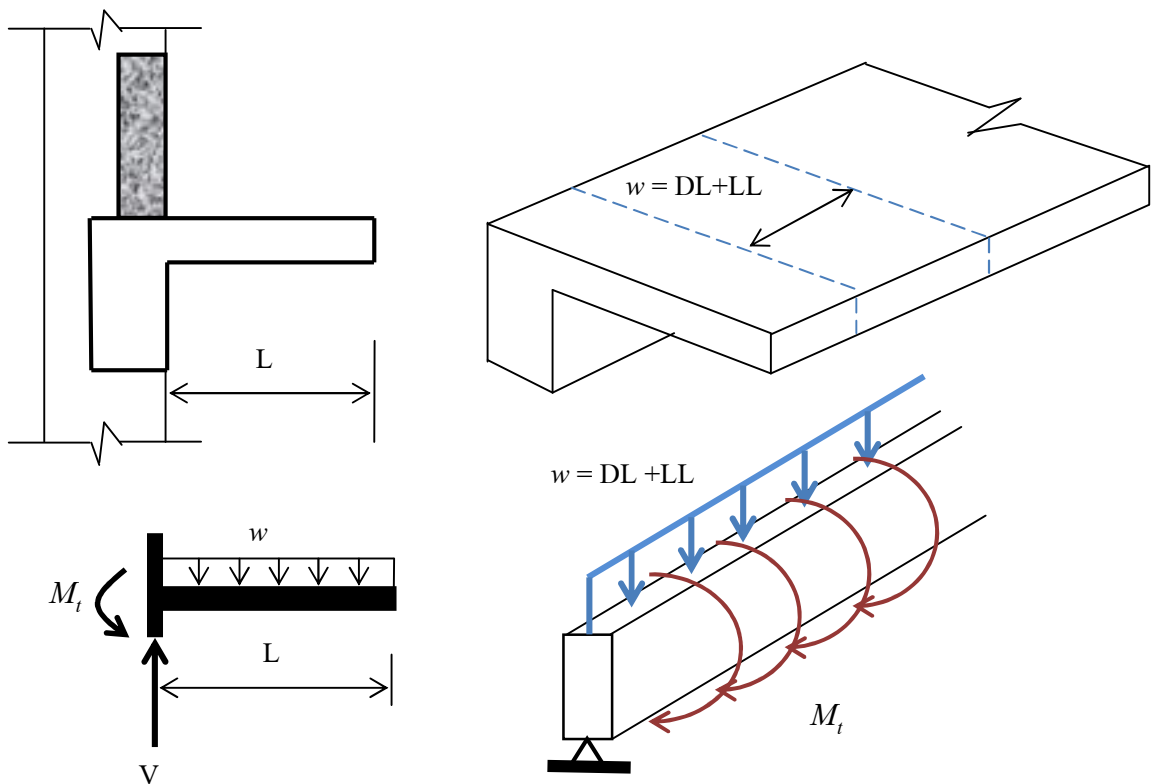 L
w = DL+LL
w = DL +LL
w
M_t
L
V
M_t